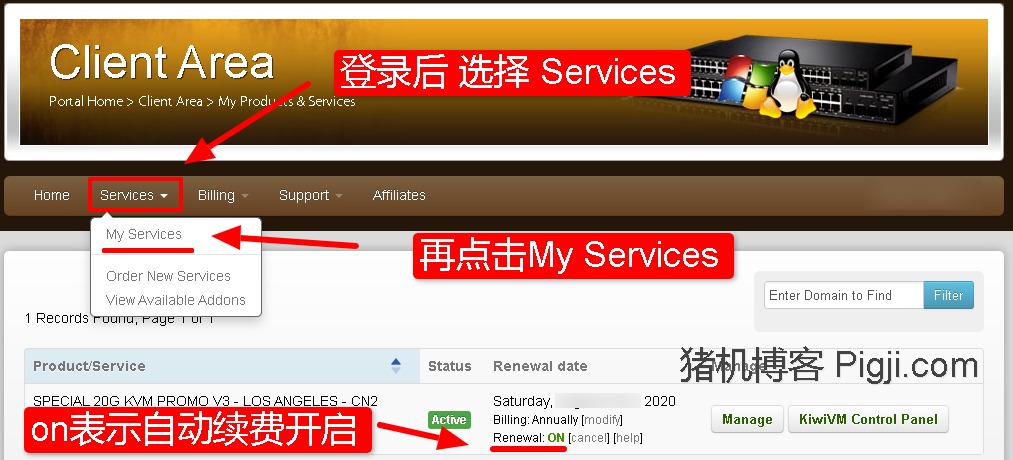 Client Area
登录后 选择 Services
Portal Home > Client Area > My Products & Services
Home Services Billing Support Affiliates
My Services
再点击My Services
Order New Services
View Available Addons
Enter Domain to Find Filter
1 Records Found, Page 1 of 1
猪机博客 Pigji.com
Product/Service Status Renewal date Manage
SPECIAL 20G KVM PROMO V3 - LOS ANGELES - CN2
Active
Saturday, 2020
Billing: Annually [modify]
Renewal: ON [cancel] [help]
Manage KiwiVM Control Panel
on表示自动续费开启